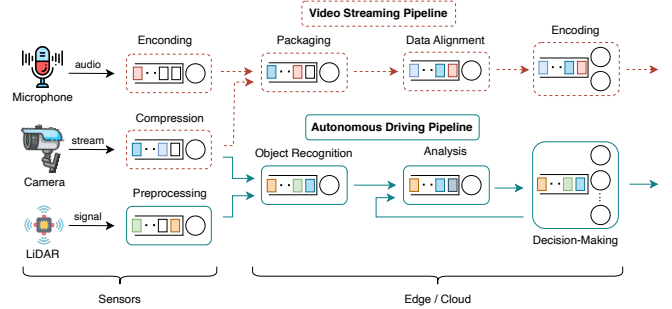 Video Streaming Pipeline
Enconding
Packaging
Data Alignment
Encoding
audio
Microphone
Compression
Autonomous Driving Pipeline
stream
Object Recognition
Analysis
Camera
Preprocessing
signal
LiDAR
Decision-Making
Sensors
Edge / Cloud